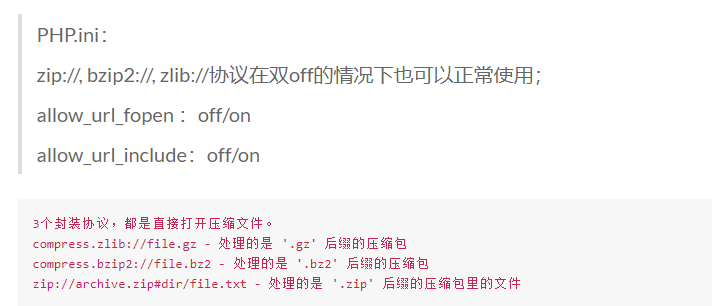 PHP.ini：
zip://, bzip2://, zlib://协议在双off的情况下也可以正常使用；
allow_url_fopen ：off/on
allow_url_include：off/on
3个封装协议，都是直接打开压缩文件。
compress.zlib://file.gz - 处理的是 '.gz' 后缀的压缩包
compress.bzip2://file.bz2 - 处理的是 '.bz2' 后缀的压缩包
zip://archive.zip#dir/file.txt - 处理的是 '.zip' 后缀的压缩包里的文件